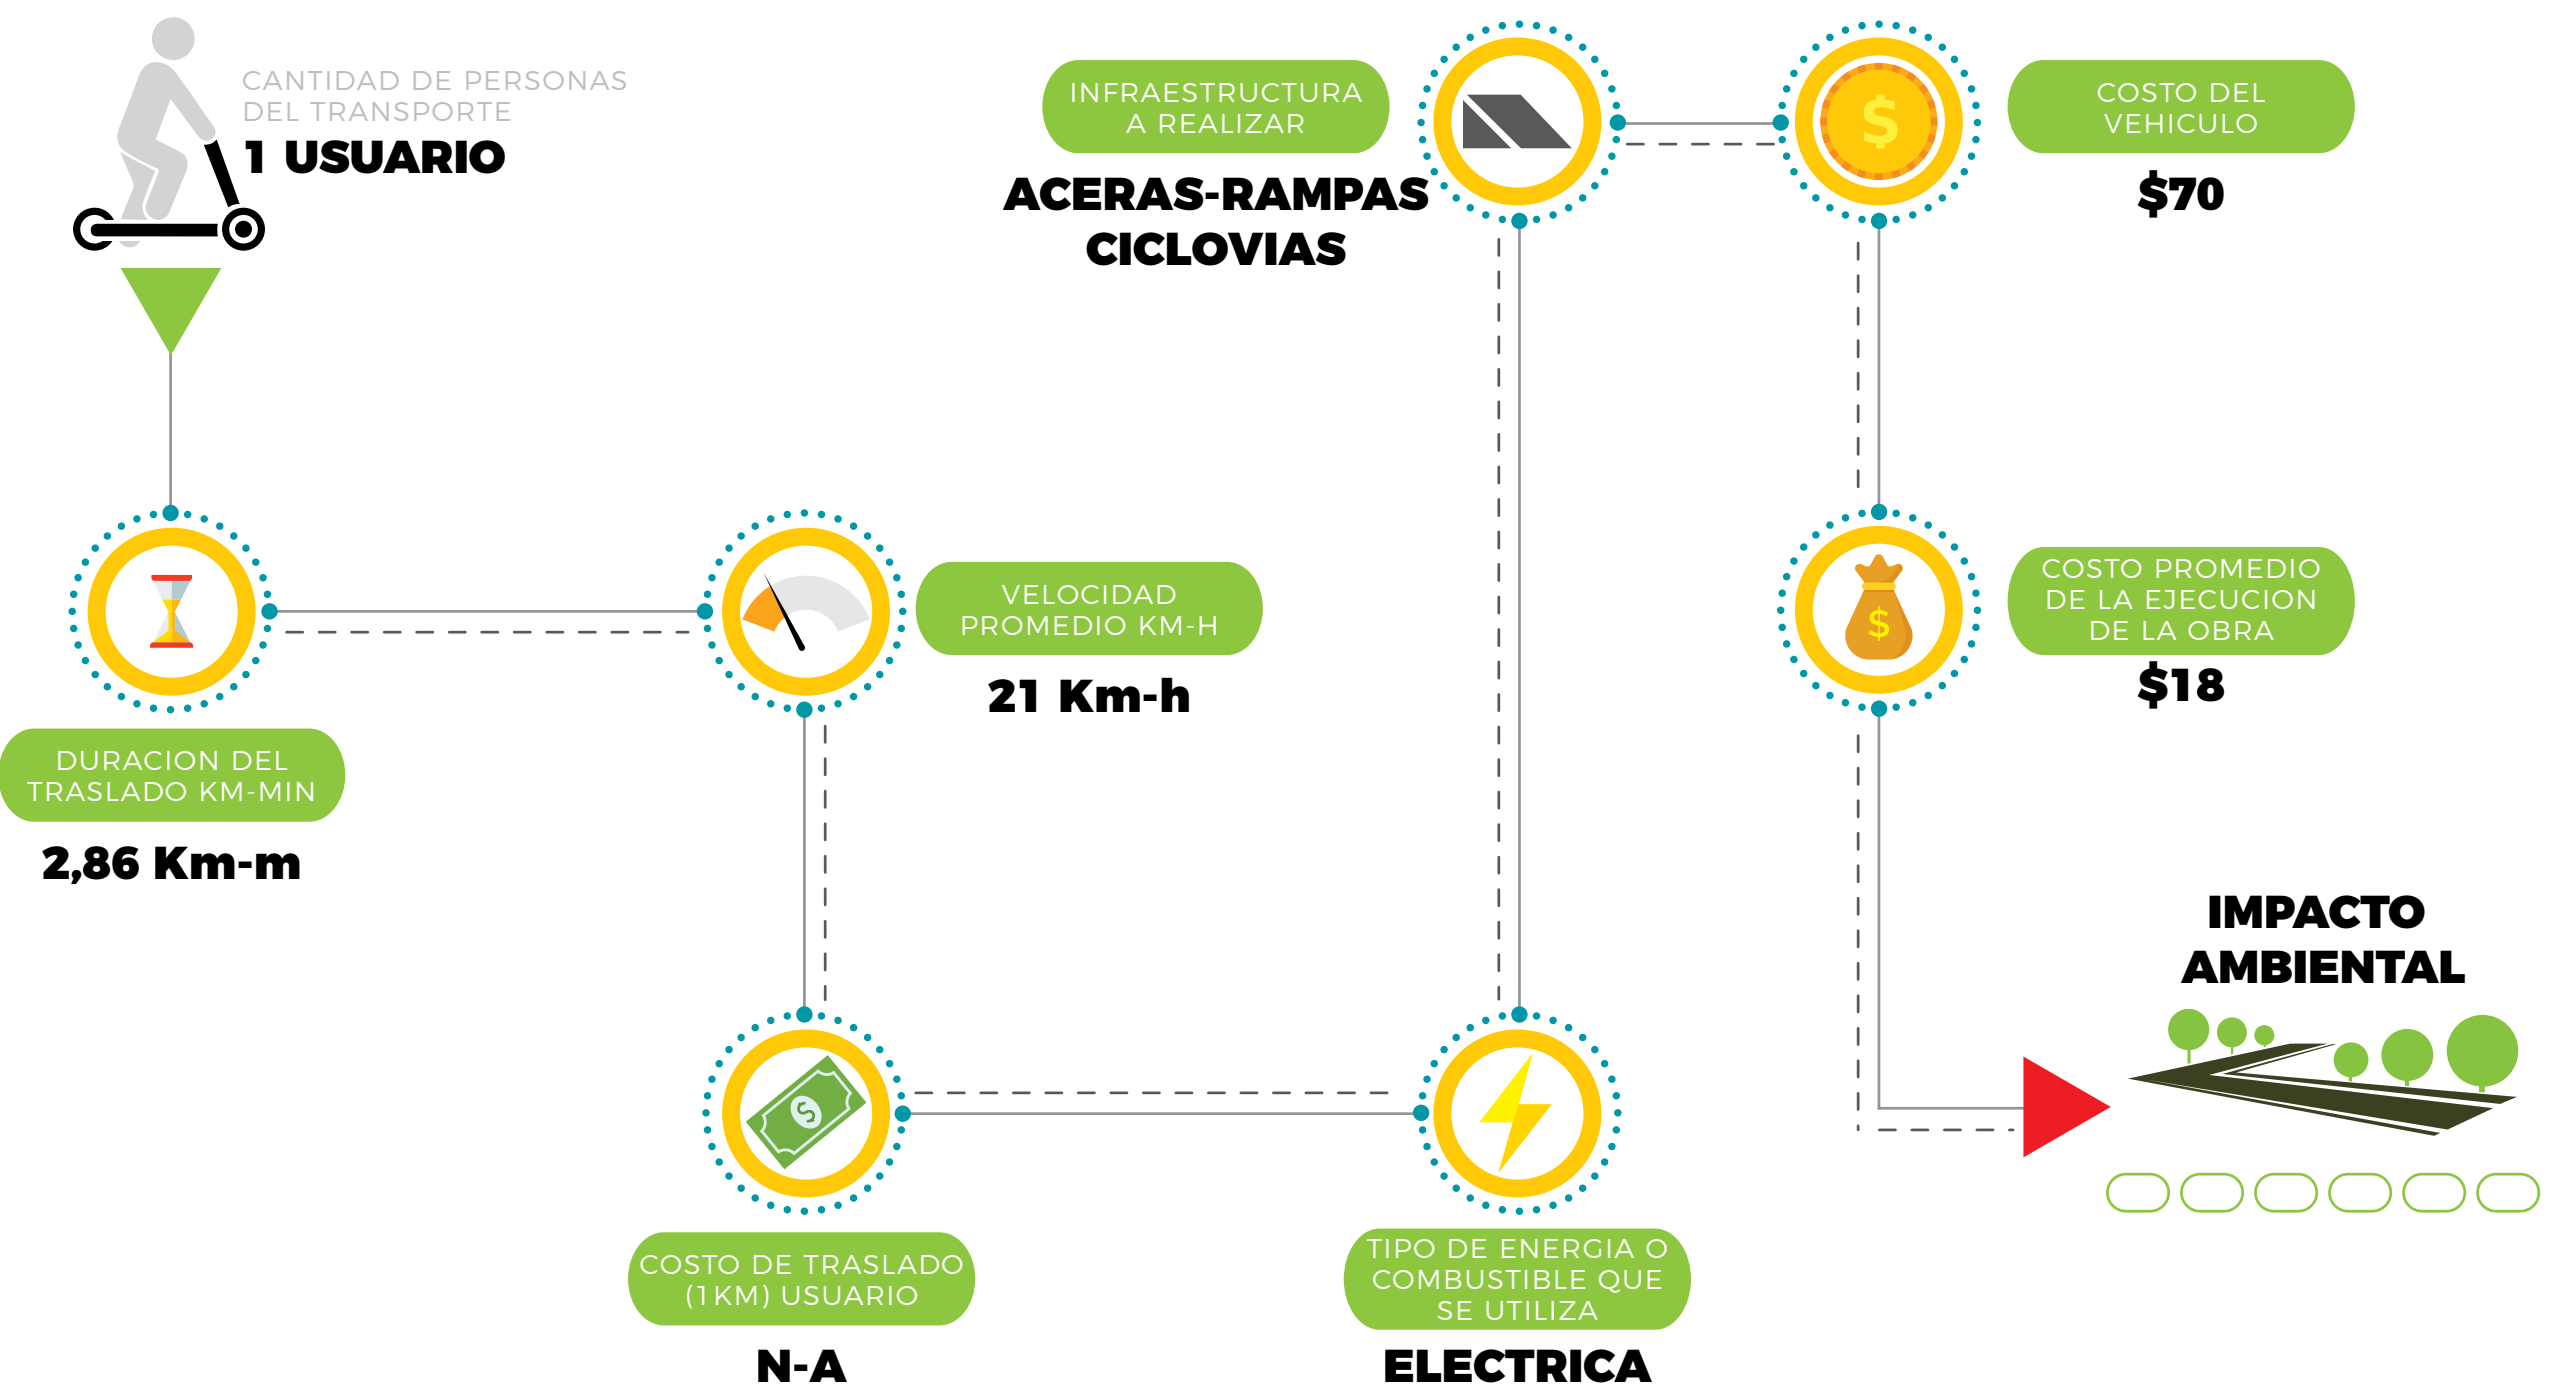 CANTIDAD DE PERSONAS
DEL TRANSPORTE
1 USUARIO
DURACION DEL
TRASLADO KM-MIN
2,86 Km-m
VELOCIDAD
PROMEDIO KM-H
21 Km-h
COSTO DE TRASLADO
(1 KM) USUARIO
N-A
TIPO DE ENERGIA O
COMBUSTIBLE QUE
SE UTILIZA
ELECTRICA
INFRAESTRUCTURA
A REALIZAR
ACERAS-RAMPAS
CICLOVIAS
$
COSTO DEL
VEHICULO
$70
$
COSTO PROMEDIO
DE LA EJECUCION
DE LA OBRA
$18
IMPACTO
AMBIENTAL
$